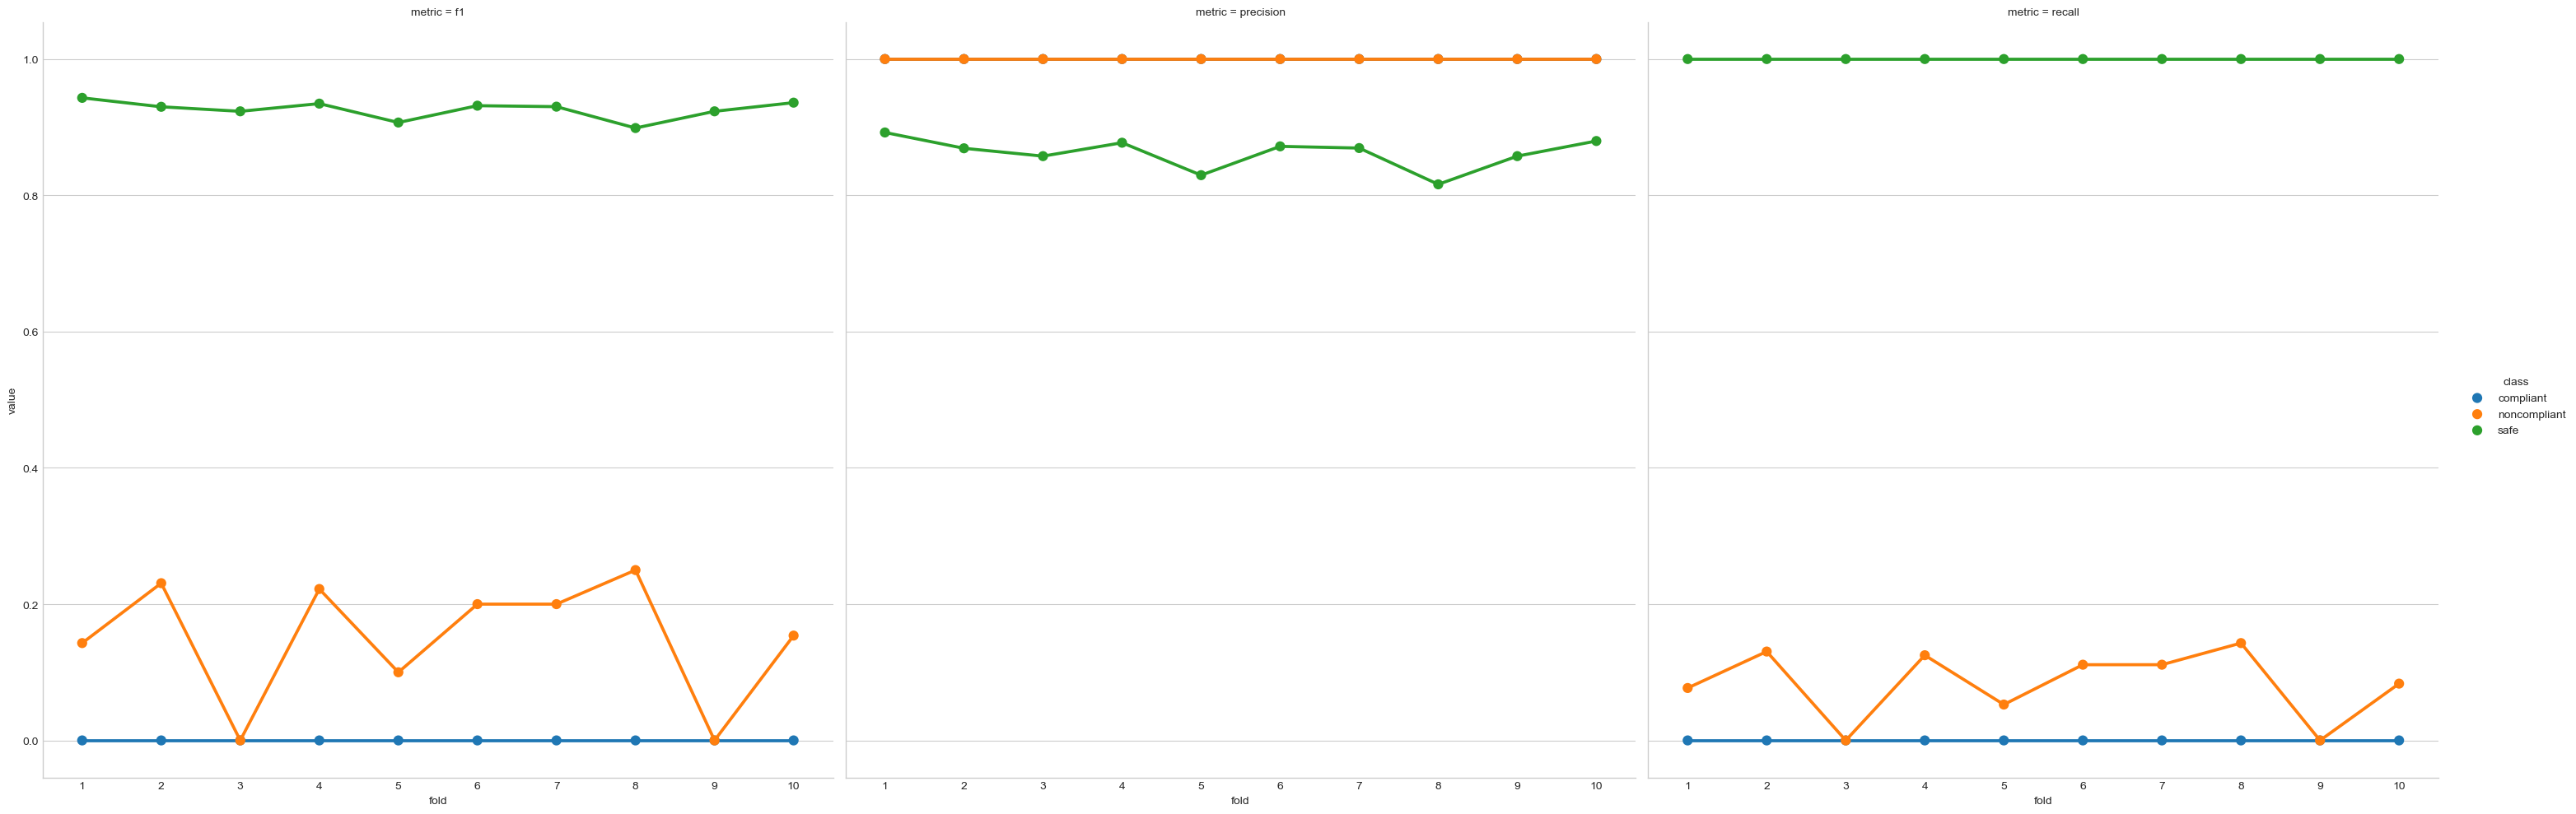 metric = f1
metric = precision
metric = recall
1.0
0.8
0.6
0.4
0.2
0.0
value
1 2 3 4 5 6 7 8 9 10
fold
1 2 3 4 5 6 7 8 9 10
fold
1 2 3 4 5 6 7 8 9 10
fold
class
compliant
noncompliant
safe